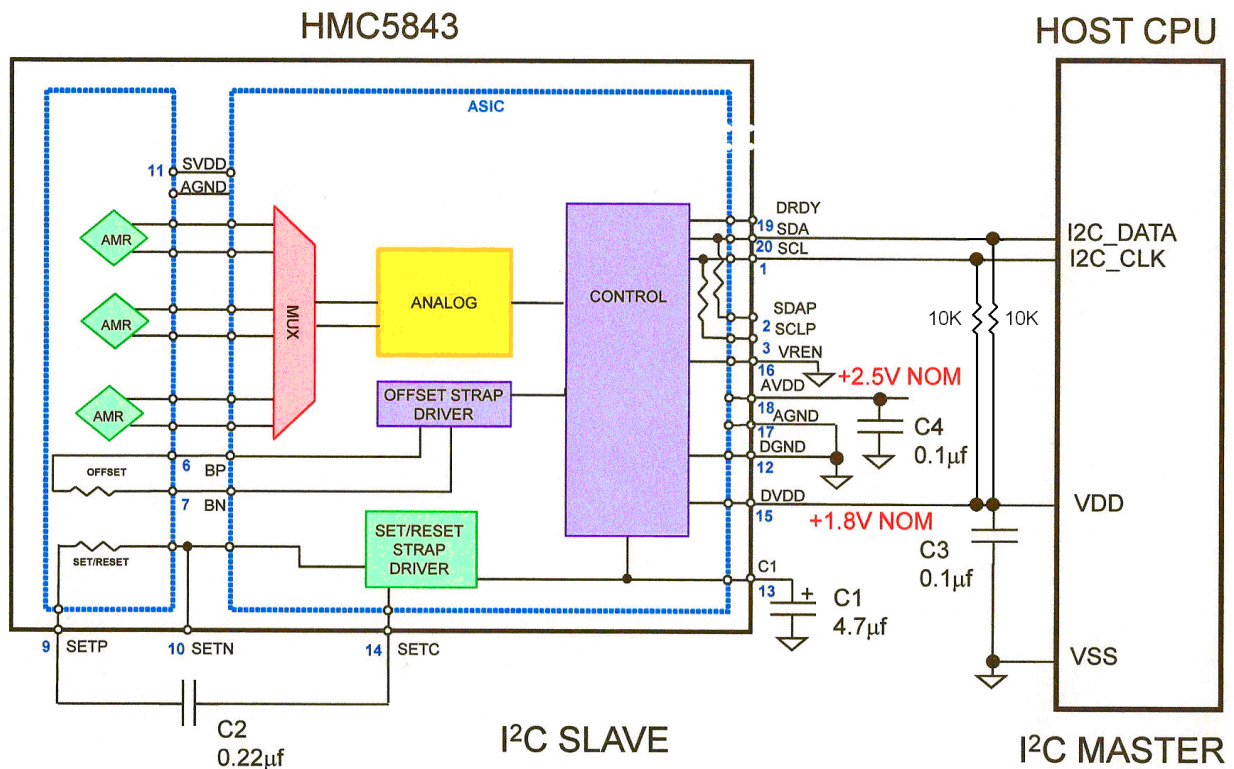 HMC5843
HOST CPU
ASIC
11 SVDD
AGND
AMR
AMR
AMR
MUX
ANALOG
CONTROL
OFFSET STRAP
DRIVER
OFFSET
6 BP
7 BN
SET/RESET
SET/RESET
STRAP
DRIVER
DRDY
19 SDA
20 SCL
1
SDAP
2 SCLP
3 VREN
16
AVDD
18 AGND
17
DGND
12
DVDD
15
C1
13
+2.5V NOM
C4
0.1µf
+1.8V NOM
C3
0.1µf
+
C1
4.7µf
10K
10K
I2C_DATA
I2C_CLK
VDD
VSS
9 SETP
10 SETN
14 SETC
C2
0.22µf
I²C SLAVE
I²C MASTER